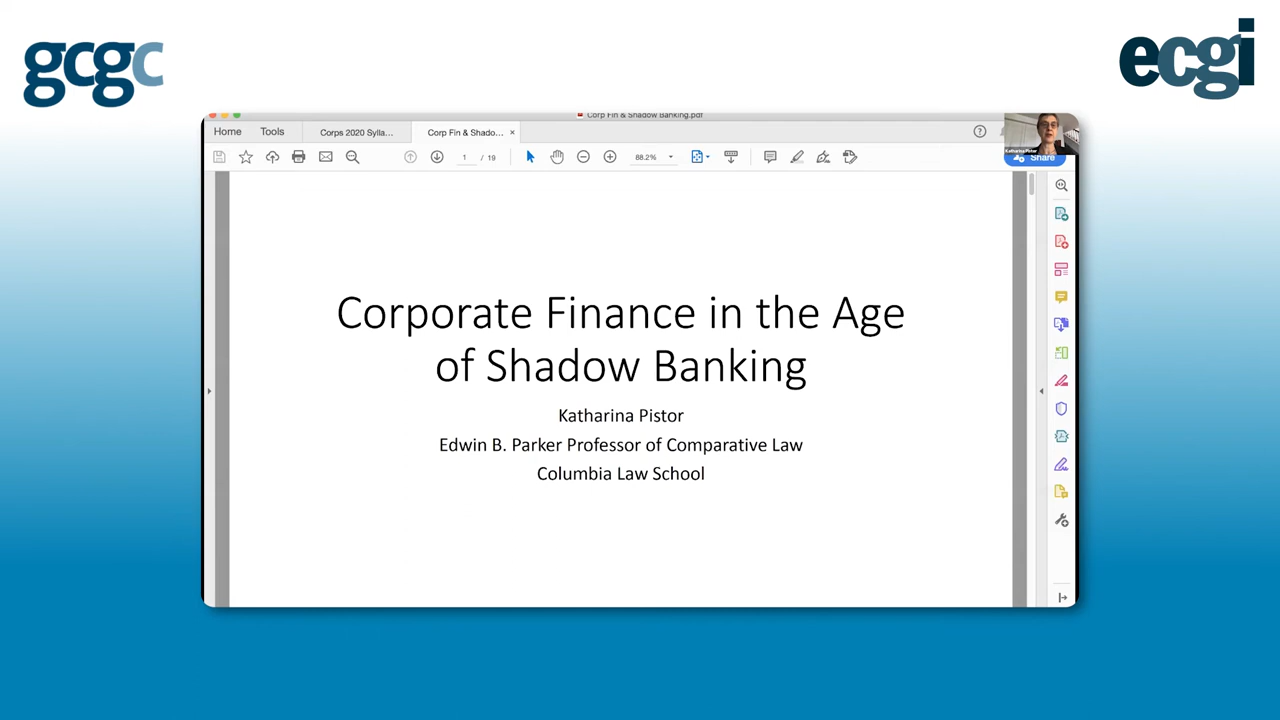 gcgc
ecgi
Corp Fin & Shadow Banking.pdf
Home
Tools
Corps 2020 Sylla...
Corp Fin & Shado...
1 / 19
88.2%
Katharina Pistor
Share
Corporate Finance in the Age
of Shadow Banking
Katharina Pistor
Edwin B. Parker Professor of Comparative Law
Columbia Law School